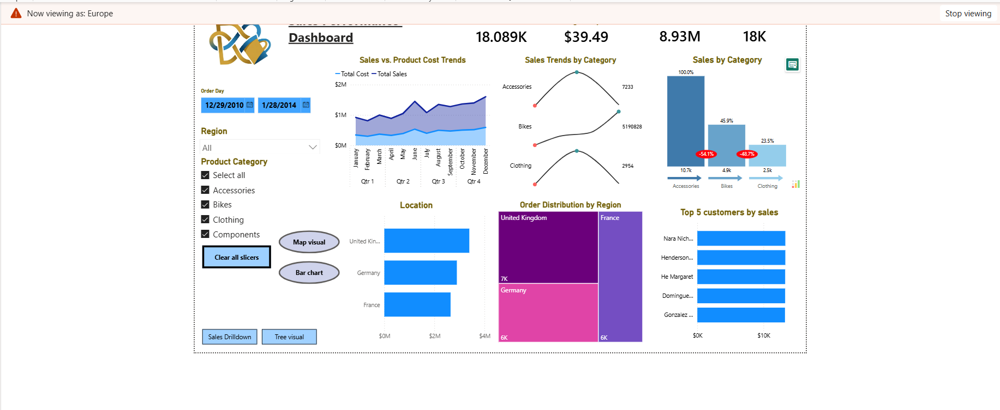 Now viewing as: Europe
Stop viewing
Dashboard
18.089K
$39.49
8.93M
18K
Order Day
12/29/2010
1/28/2014
Region
All
Product Category
Select all
Accessories
Bikes
Clothing
Components
Clear all slicers
Map visual
Bar chart
Sales Drilldown
Tree visual
Sales vs. Product Cost Trends
Total Cost
Total Sales
$2M
$1M
$0M
January
February
March
April
May
June
July
August
September
October
November
December
Qtr 1
Qtr 2
Qtr 3
Qtr 4
Sales Trends by Category
Accessories
7233
Bikes
5190828
Clothing
2954
Sales by Category
100.0%
45.9%
23.5%
-54.1%
-48.7%
10.7k
4.9k
2.5k
Accessories
Bikes
Clothing
Location
United Kin...
Germany
France
$0M
$2M
$4M
Order Distribution by Region
United Kingdom
7K
Germany
6K
France
6K
Top 5 customers by sales
Nara Nich...
Henderson...
He Margaret
Domingue...
Gonzalez ...
$0K
$10K